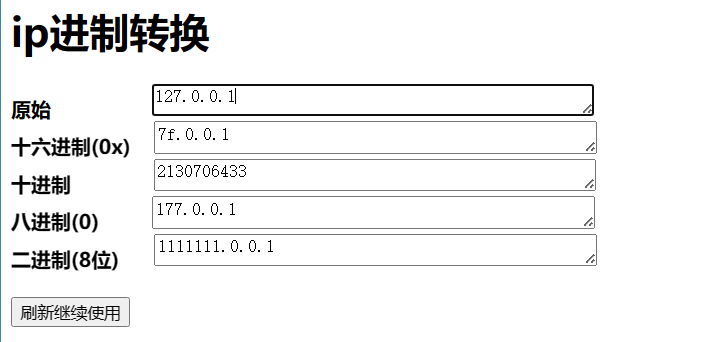 ip进制转换
原始 127.0.0.1
十六进制(0x) 7f.0.0.1
十进制 2130706433
八进制(0) 177.0.0.1
二进制(8位) 1111111.0.0.1
刷新继续使用